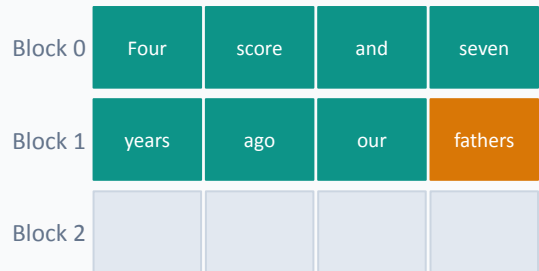 Block 0 Four score and seven
Block 1 years ago our fathers
Block 2